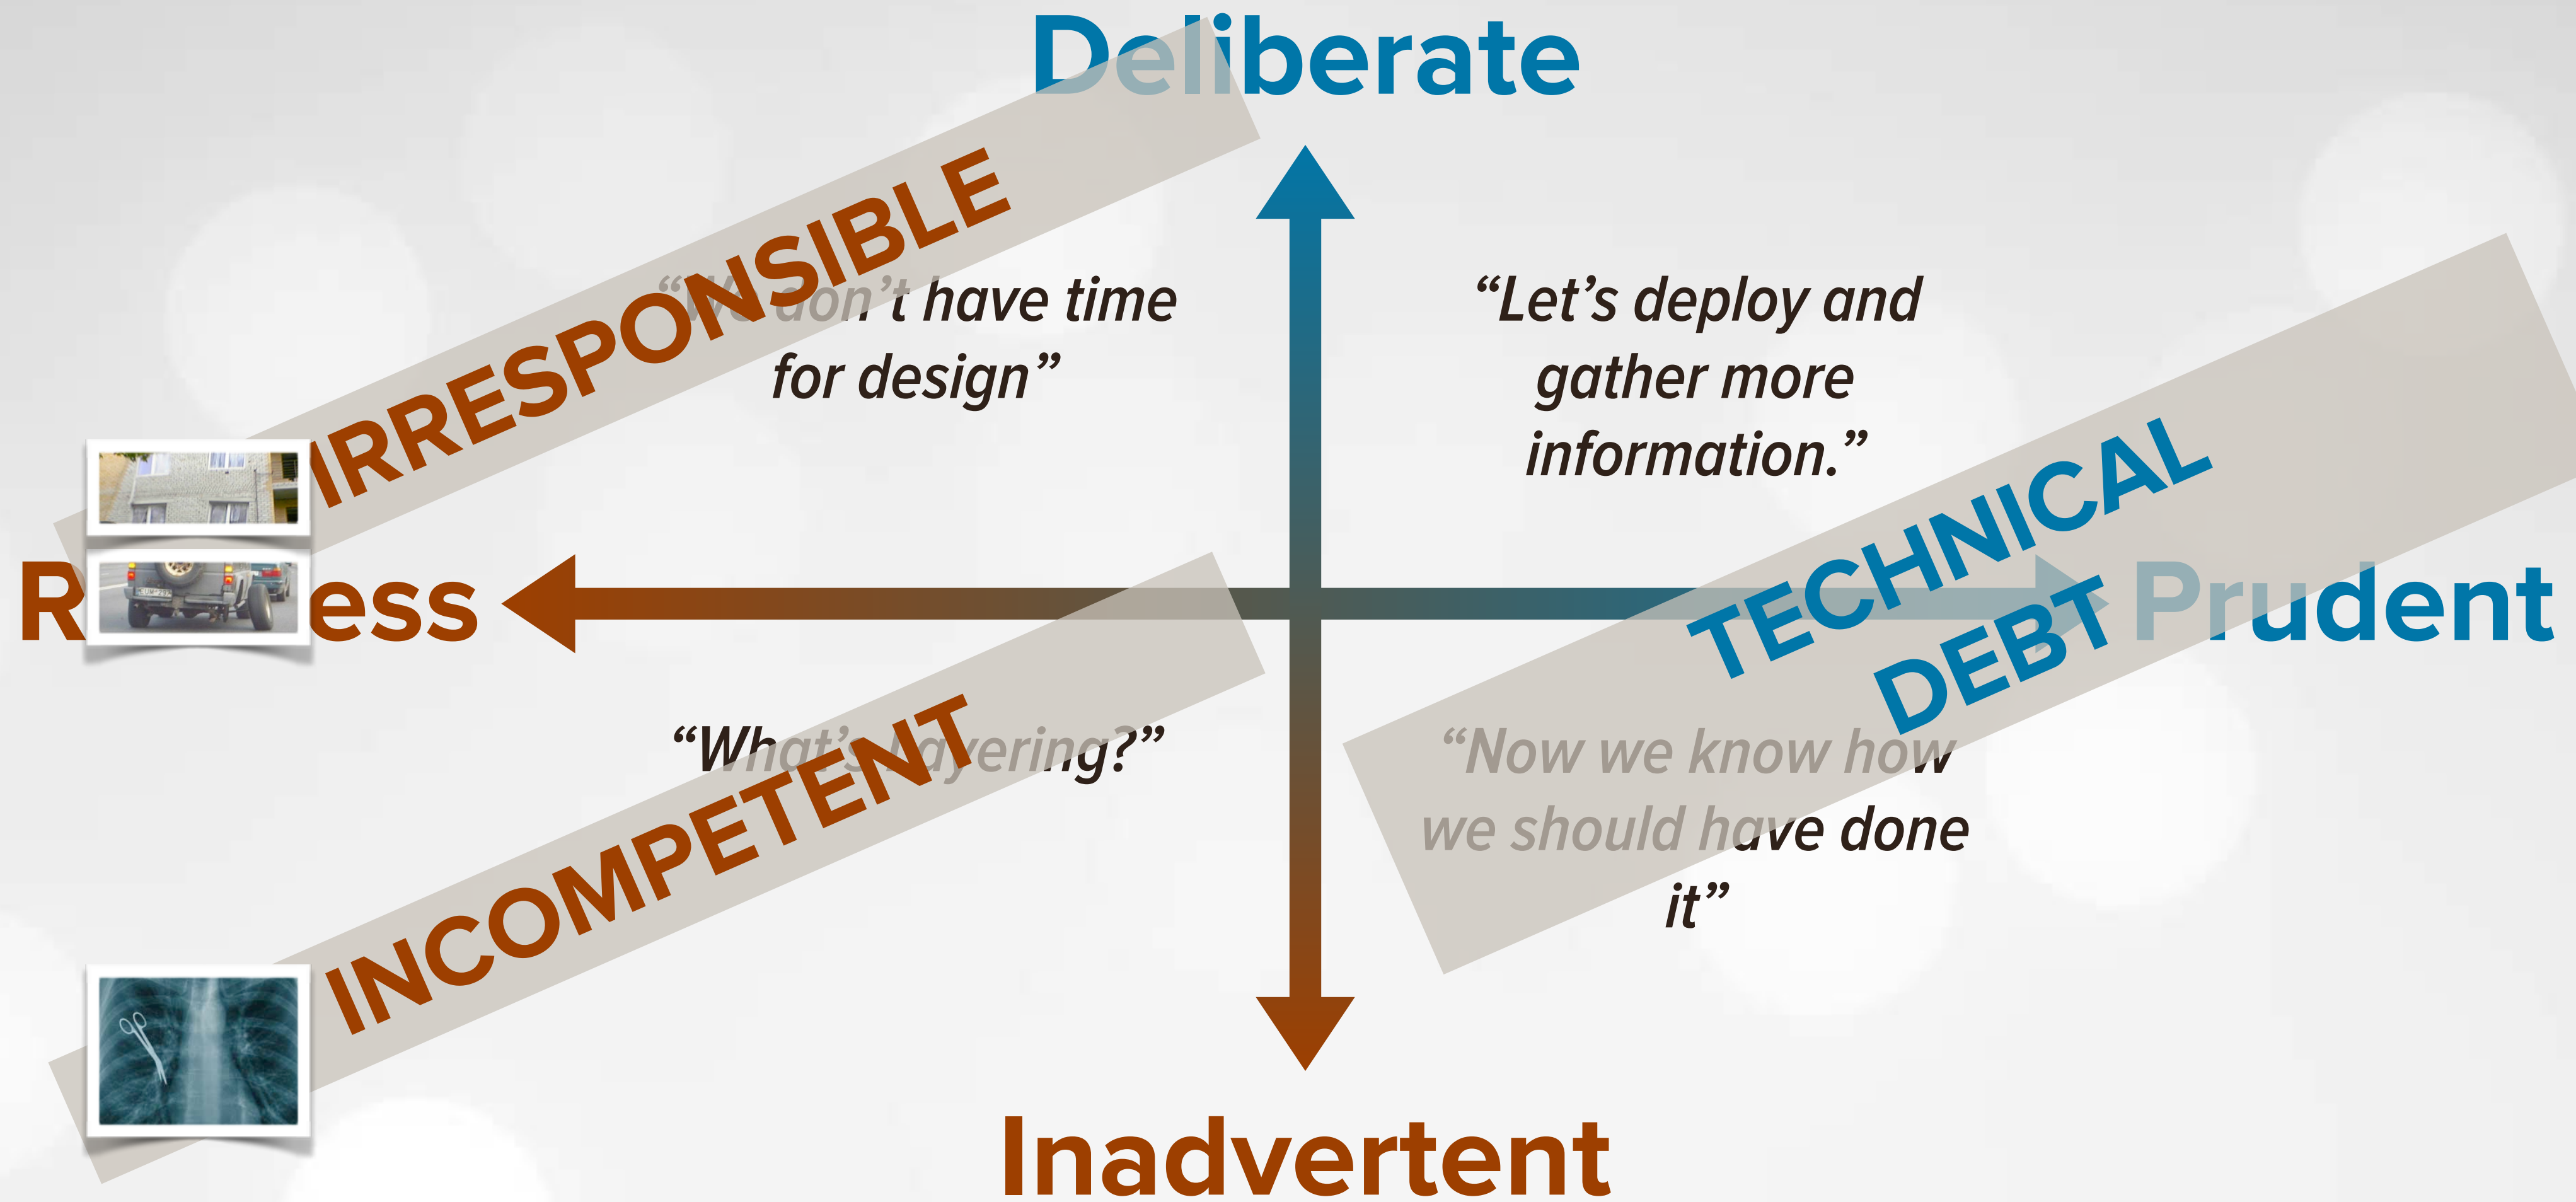 Deliberate
IRRESPONSIBLE
“We don’t have time
for design”
“Let’s deploy and
gather more
information.”
TECHNICAL
DEBT
R ess
Prudent
INCOMPETENT
“What’s Layering?”
“Now we know how
we should have done
it”
Inadvertent